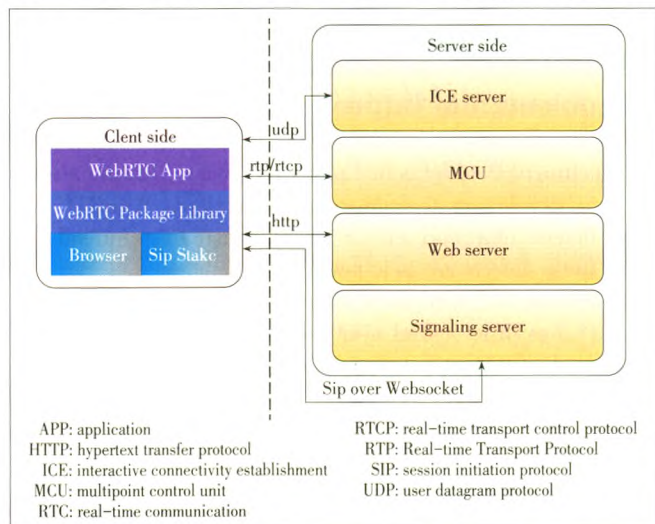 Server side
ICE server
udp
Clent side
WebRTC App
rtp/rtcp
MCU
WebRTC Package Library
http
Browser
Sip Stakc
Web server
Signaling server
Sip over Websocket
APP: application
HTTP: hypertext transfer protocol
ICE: interactive connectivity establishment
MCU: multipoint control unit
RTC: real-time communication
RTCP: real-time transport control protocol
RTP: Real-time Transport Protocol
SIP: session initiation protocol
UDP: user datagram protocol